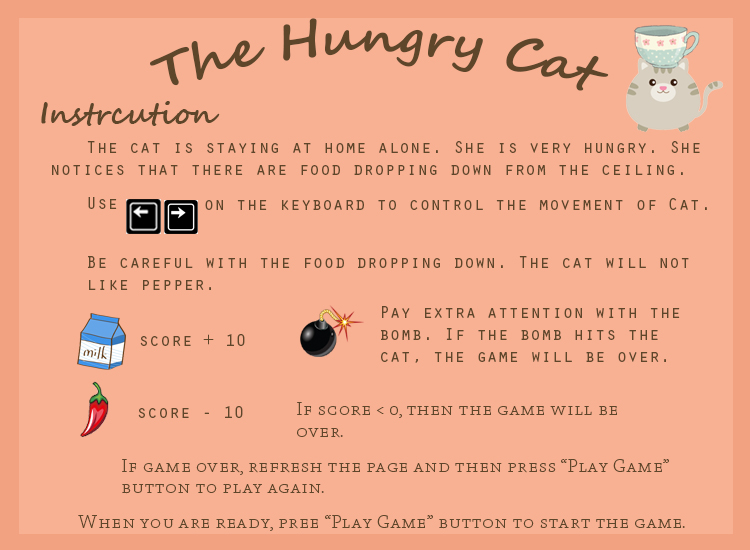 The Hungry Cat
Instrcution
The cat is staying at home alone. She is very hungry. She
notices that there are food dropping down from the ceiling.
Use ← → on the keyboard to control the movement of Cat.
Be careful with the food dropping down. The cat will not
like pepper.
milk
score + 10
Pay extra attention with the
bomb. If the bomb hits the
cat, the game will be over.
score - 10
If score < 0, then the game will be
over.
If game over, refresh the page and then press “Play Game”
button to play again.
When you are ready, pree “Play Game” button to start the game.